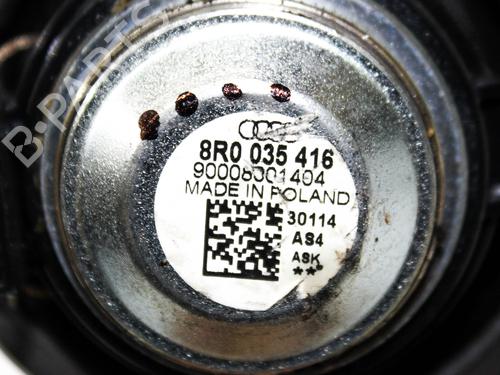 B-PARTS
8R0 035 416
90008001404
MADE IN POLAND
30114
AS4
ASK
***